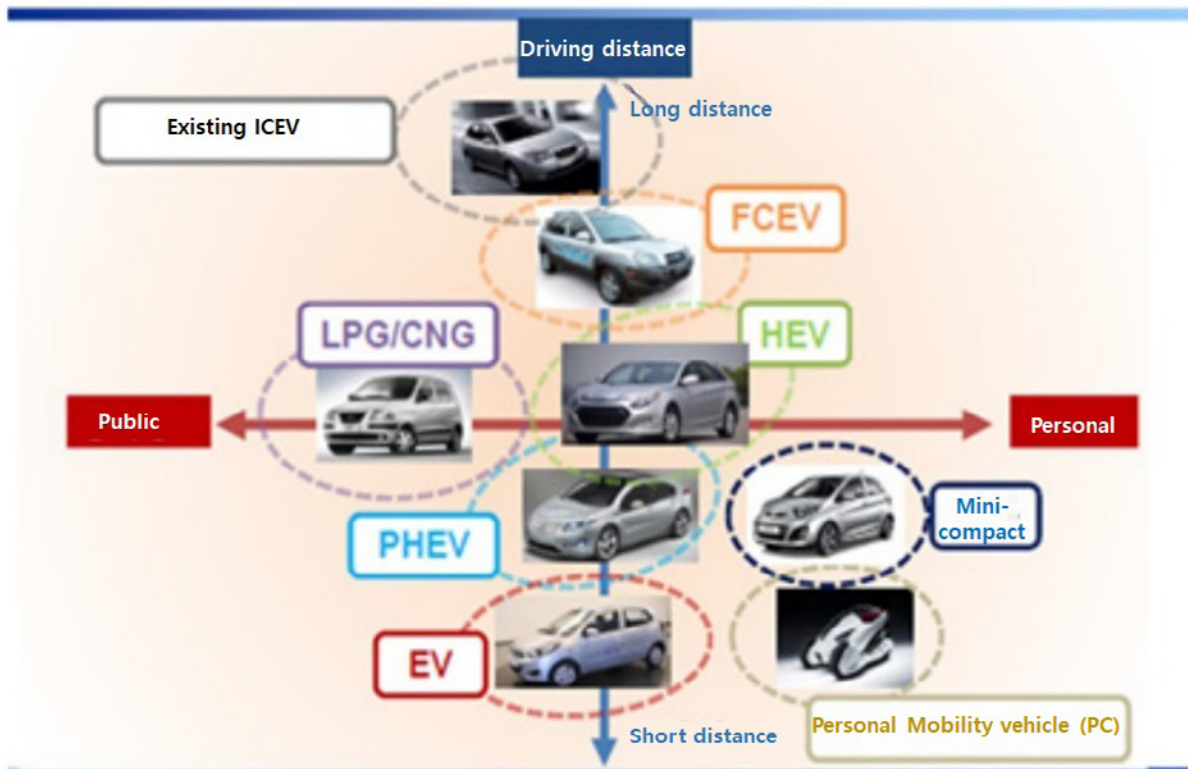 Driving distance
Long distance
Existing ICEV
FCEV
LPG/CNG
HEV
Public
Personal
Mini-
compact
PHEV
EV
Short distance
Personal Mobility vehicle (PC)